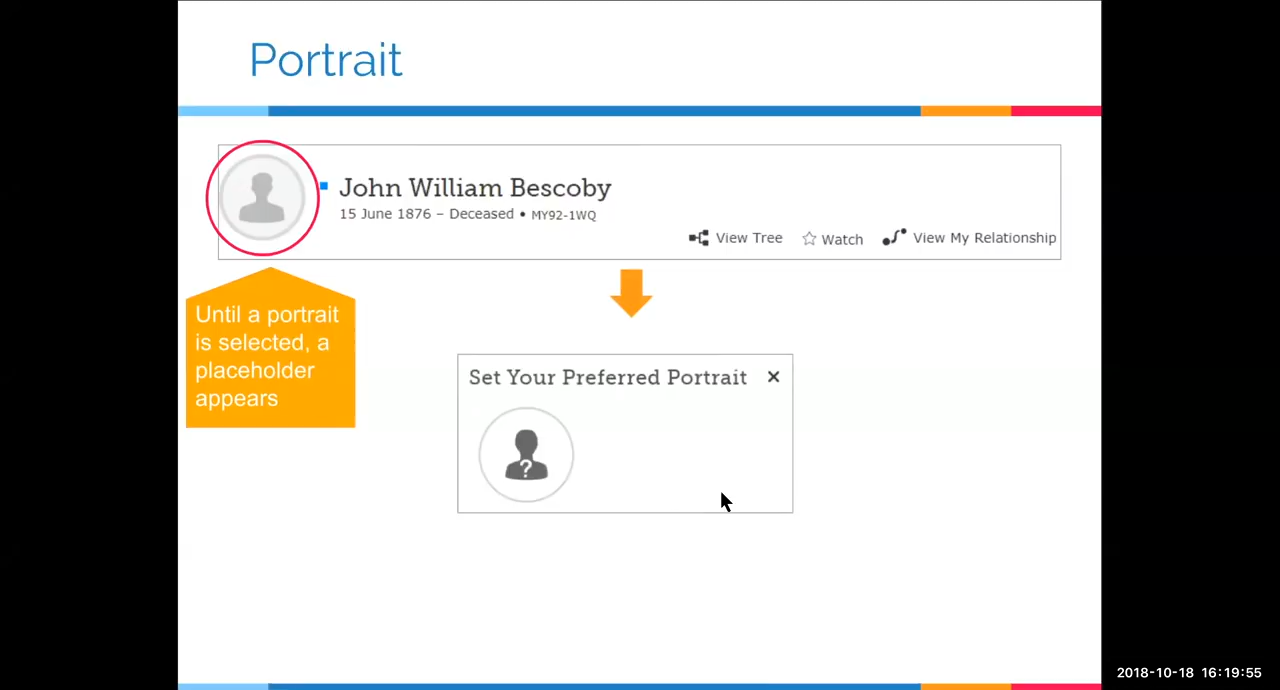 Portrait
John William Bescoby
15 June 1876 – Deceased • MY92-1WQ
View Tree Watch View My Relationship
Until a portrait
is selected, a
placeholder
appears
Set Your Preferred Portrait ×
?
2018-10-18 16:19:55